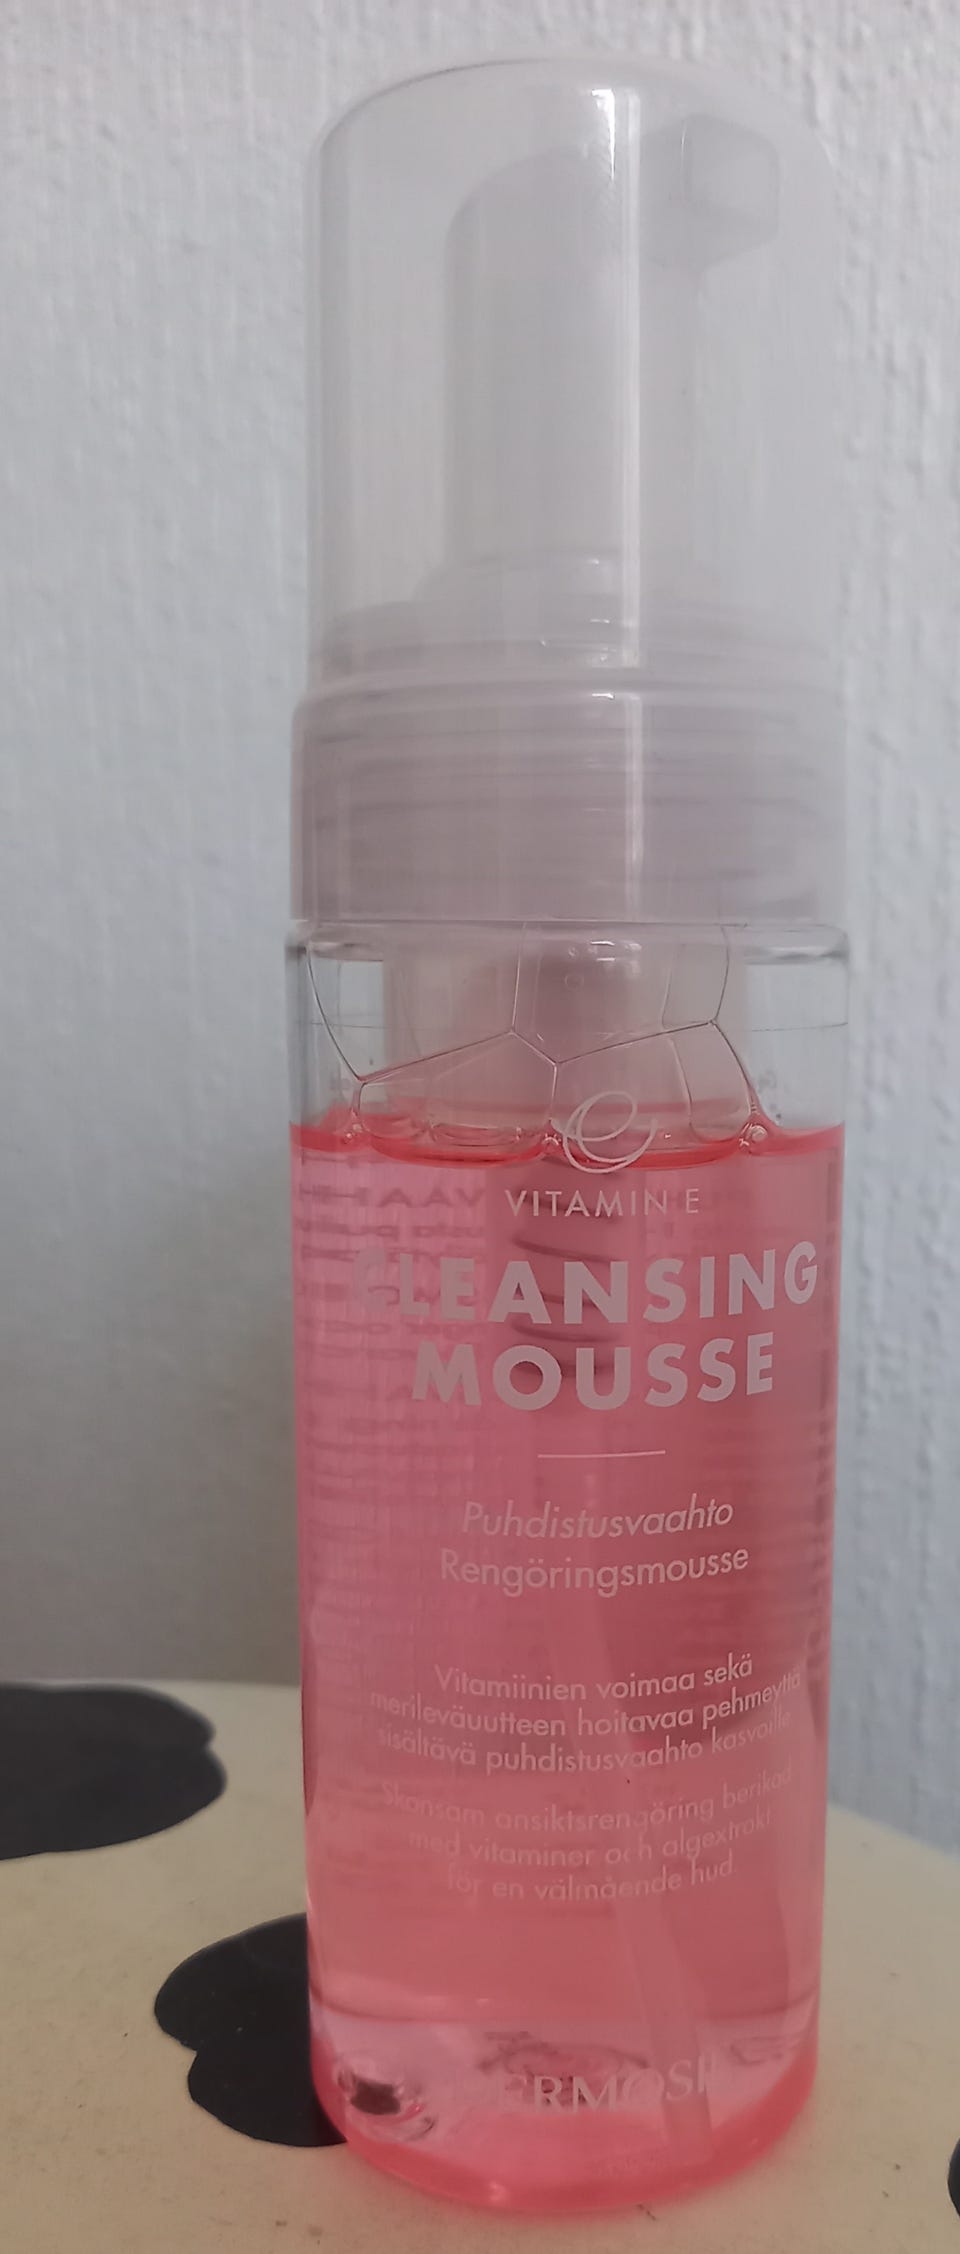 VITAMIN E
CLEANSING
MOUSSE
Puhdistusvaahto
Rengöringsmousse
Vitamiinien voimaa sekä
merileväuutteen hoitavaa pehmeyttä
sisältävä puhdistusvaahto kasvoille
Skonsam ansiktsrengöring berikad
med vitaminer och algextrakt
för en välmående hud.
DERMOSIL